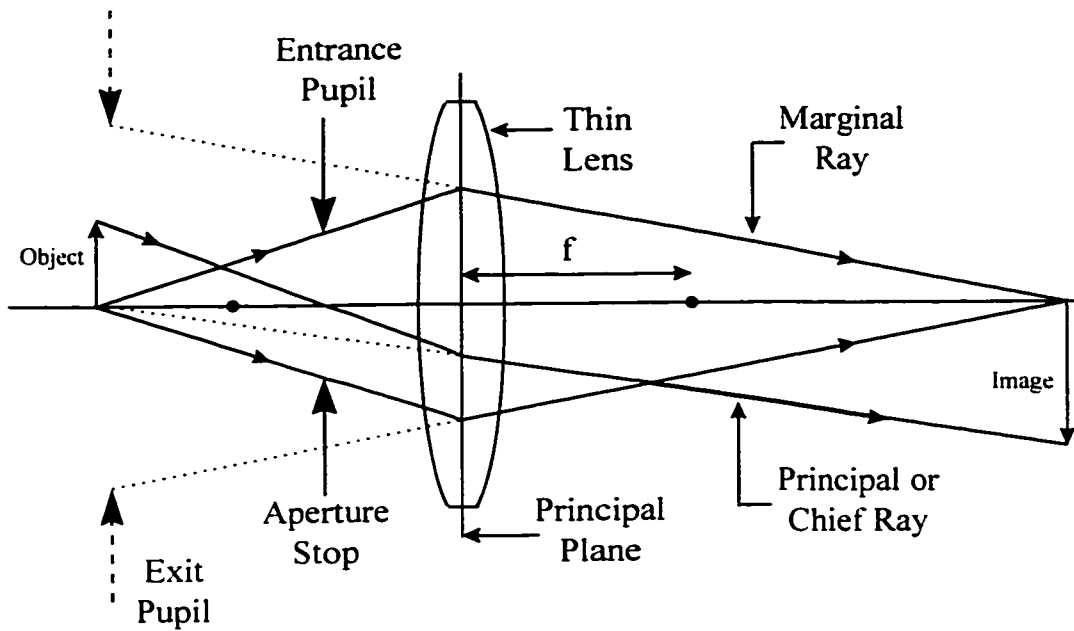 Entrance
Pupil
Thin
Lens
Marginal
Ray
Object
f
Image
Aperture
Stop
Principal
Plane
Principal or
Chief Ray
Exit
Pupil